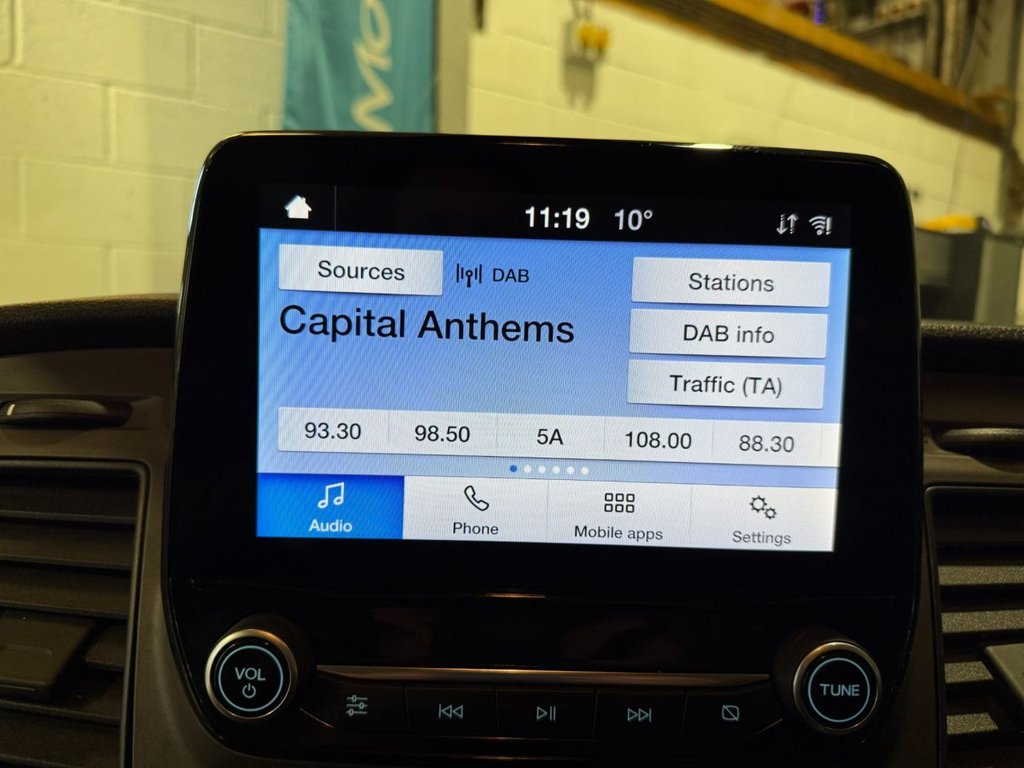 11:19 10°
Sources
DAB
Stations
Capital Anthems
DAB info
Traffic (TA)
93.30
98.50
5A
108.00
88.30
Audio
Phone
Mobile apps
Settings
VOL
TUNE